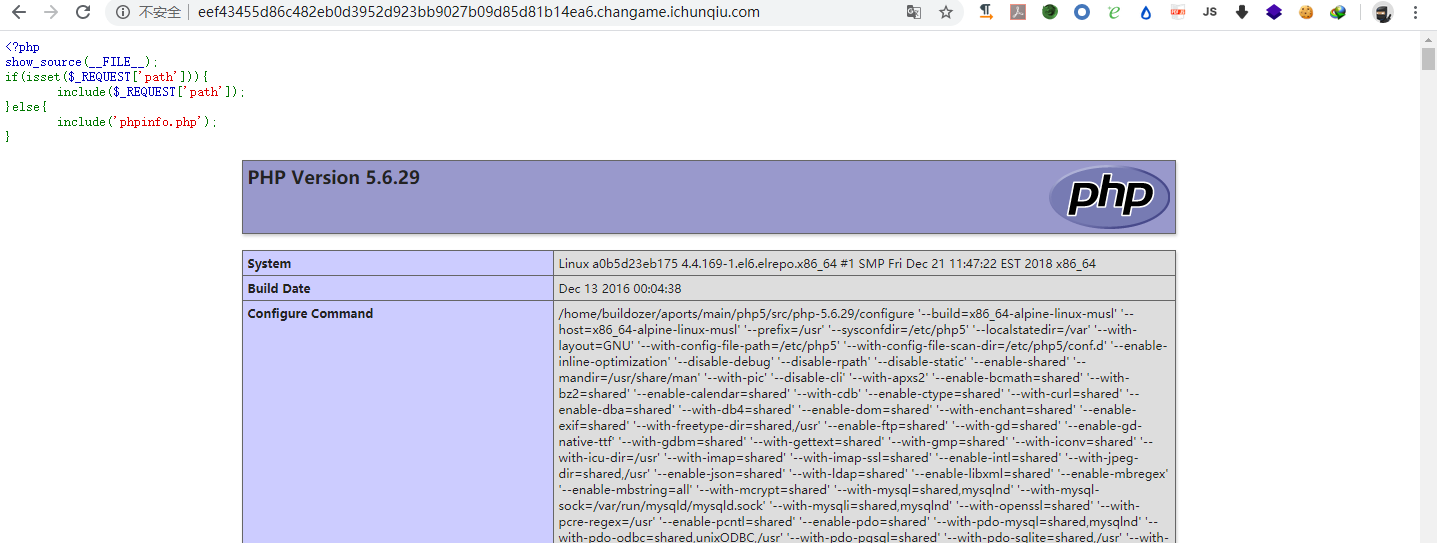 不安全 | eef43455d86c482eb0d3952d923bb9027b09d85d81b14ea6.changame.ichunqiu.com
JS
<?php
show_source(__FILE__);
if(isset($_REQUEST['path'])){
include($_REQUEST['path']);
}else{
include('phpinfo.php');
}
PHP Version 5.6.29
php
System Linux a0b5d23eb175 4.4.169-1.el6.elrepo.x86_64 #1 SMP Fri Dec 21 11:47:22 EST 2018 x86_64
Build Date Dec 13 2016 00:04:38
Configure Command /home/buildozer/aports/main/php5/src/php-5.6.29/configure '--build=x86_64-alpine-linux-musl' '--
host=x86_64-alpine-linux-musl' '--prefix=/usr' '--sysconfdir=/etc/php5' '--localstatedir=/var' '--with-
layout=GNU' '--with-config-file-path=/etc/php5' '--with-config-file-scan-dir=/etc/php5/conf.d' '--enable-
inline-optimization' '--disable-debug' '--disable-rpath' '--disable-static' '--enable-shared' '--
mandir=/usr/share/man' '--with-pic' '--disable-cli' '--with-apxs2' '--enable-bcmath=shared' '--with-
bz2=shared' '--enable-calendar=shared' '--with-cdb' '--enable-ctype=shared' '--with-curl=shared' '--
enable-dba=shared' '--with-db4=shared' '--enable-dom=shared' '--with-enchant=shared' '--enable-
exif=shared' '--with-freetype-dir=shared,/usr' '--enable-ftp=shared' '--with-gd=shared' '--enable-gd-
native-ttf' '--with-gdbm=shared' '--with-gettext=shared' '--with-gmp=shared' '--with-iconv=shared' '--
with-icu-dir=/usr' '--with-imap=shared' '--with-imap-ssl=shared' '--enable-intl=shared' '--with-jpeg-
dir=shared,/usr' '--enable-json=shared' '--with-ldap=shared' '--enable-libxml=shared' '--enable-mbregex'
'--enable-mbstring=all' '--with-mcrypt=shared' '--with-mysql=shared,mysqlnd' '--with-mysql-
sock=/var/run/mysqld/mysqld.sock' '--with-mysqli=shared,mysqlnd' '--with-openssl=shared' '--with-
pcre-regex=/usr' '--enable-pcntl=shared' '--enable-pdo=shared' '--with-pdo-mysql=shared,mysqlnd' '--
with-pdo-odbc=shared,unixODBC,/usr' '--with-pdo-pgsql=shared' '--with-pdo-sqlite=shared,/usr' '--with-